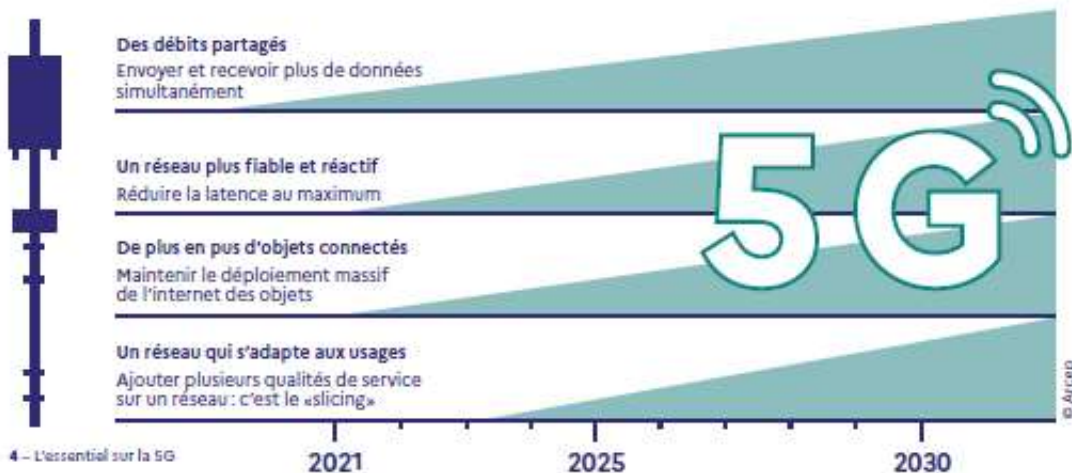 Des débits partagés
Envoyer et recevoir plus de données
simultanément
Un réseau plus fiable et réactif
Réduire la latence au maximum
De plus en pus d'objets connectés
Maintenir le déploiement massif
de l'internet des objets
Un réseau qui s'adapte aux usages
Ajouter plusieurs qualités de service
sur un réseau : c'est le «slicing»
5G
© Arcep
4 – L'essentiel sur la 5G
2021 2025 2030